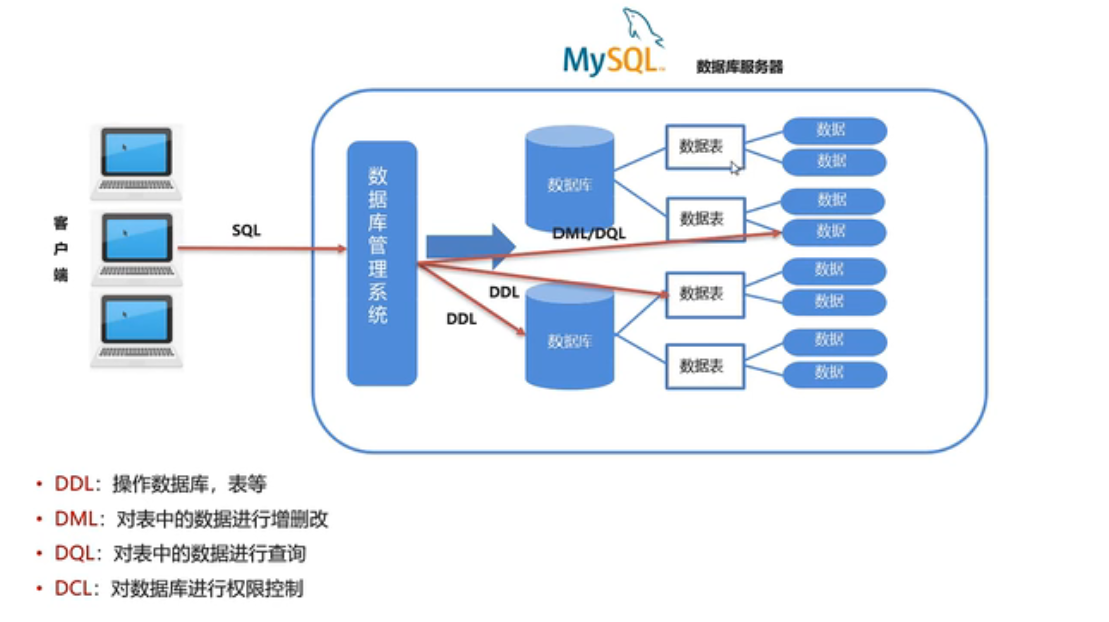 MySQL™
数据库服务器
客户端
SQL
数据库管理系统
数据库
数据表
数据
数据
数据表
数据
数据
DML/DQL
DDL
DDL
数据库
数据表
数据
数据
数据表
数据
数据
• DDL：操作数据库，表等
• DML：对表中的数据进行增删改
• DQL：对表中的数据进行查询
• DCL：对数据库进行权限控制